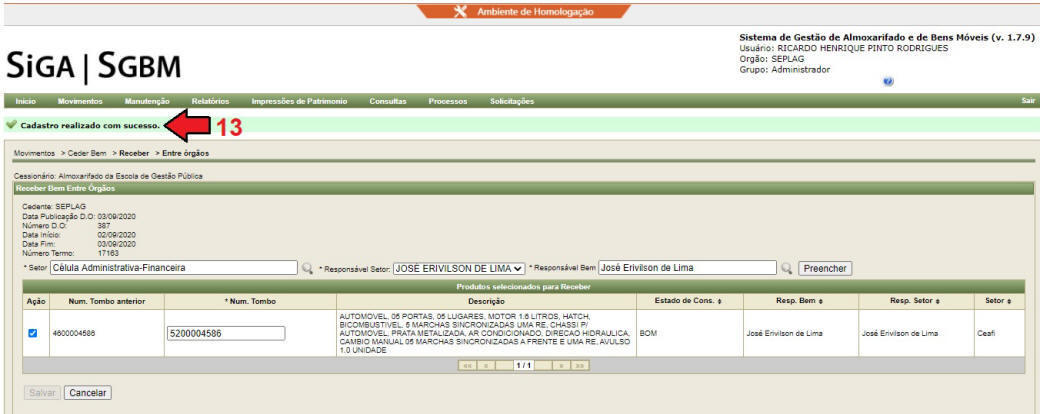 Ambiente de Homologação
Sistema de Gestão de Almoxarifado e de Bens Móveis (v. 1.7.9)
Usuário: RICARDO HENRIQUE PINTO RODRIGUES
Orgão: SEPLAG
Grupo: Administrador
SiGA | SGBM
Início Movimentos Manutenção Relatórios Impressões de Patrimonio Consultas Processos Solicitações Sair
Cadastro realizado com sucesso. 13
Movimentos > Ceder Bem > Receber > Entre órgãos
Cessionário: Almoxarifado da Escola de Gestão Pública
Receber Bem Entre Órgãos
Cedente: SEPLAG
Data Publicação D.O: 03/09/2020
Número D.O: 387
Data Início: 02/09/2020
Data Fim: 03/09/2020
Número Termo: 17163
* Setor Célula Administrativa-Financeira * Responsável Setor: JOSÉ ERIVILSON DE LIMA * Responsável Bem José Erivilson de Lima Preencher
Produtos selecionados para Receber
Ação Num. Tombo anterior * Num. Tombo Descrição Estado de Cons. Resp. Bem Resp. Setor Setor
4600004586 5200004586
AUTOMOVEL, 05 PORTAS, 05 LUGARES, MOTOR 1.6 LITROS, HATCH,
BICOMBUSTIVEL, 5 MARCHAS SINCRONIZADAS UMA RE, CHASSI P/
AUTOMOVEL, PRATA METALIZADA, AR CONDICIONADO, DIRECAO HIDRAULICA,
CAMBIO MANUAL 05 MARCHAS SINCRONIZADAS A FRENTE E UMA RE, AVULSO
1.0 UNIDADE
BOM José Erivilson de Lima José Erivilson de Lima Ceafi
<< < 1 / 1 > >>
Salvar Cancelar